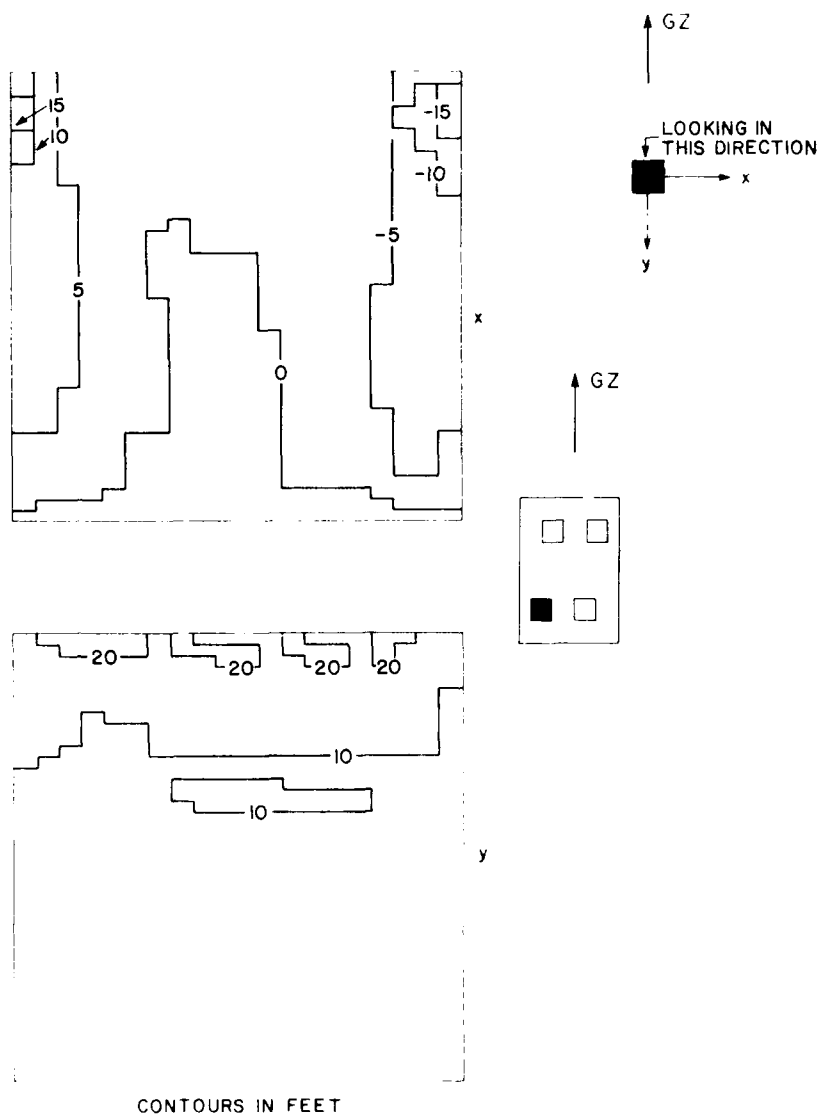 GZ
LOOKING IN
THIS DIRECTION
x
y
15
10
-15
-10
-5
5
x
0
GZ
20
20
20
20
10
10
y
CONTOURS IN FEET